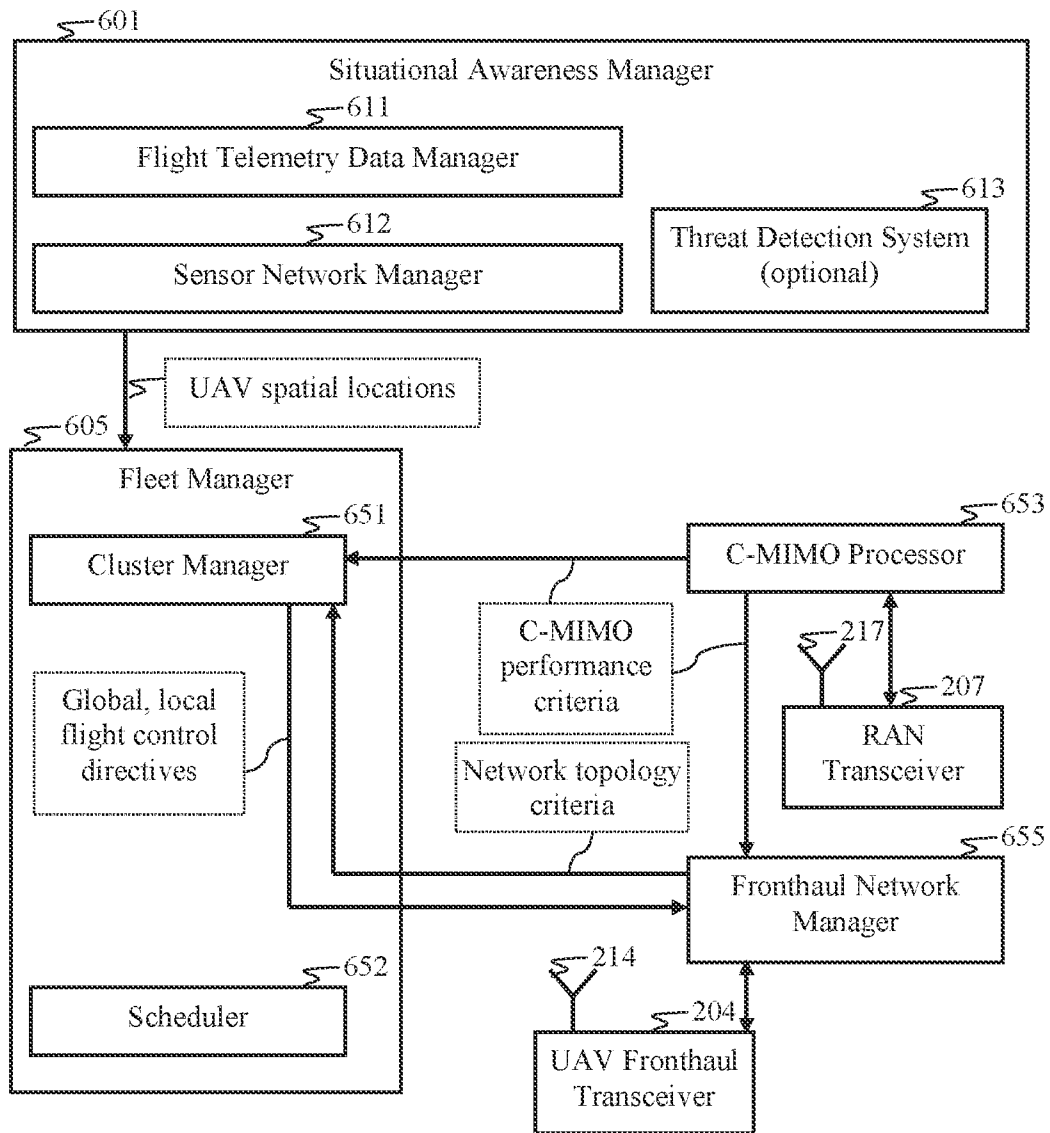 601
Situational Awareness Manager
611
Flight Telemetry Data Manager
613
612
Threat Detection System
(optional)
Sensor Network Manager
UAV spatial locations
605
Fleet Manager
651
Cluster Manager
653
C-MIMO Processor
C-MIMO
performance
criteria
217
207
RAN
Transceiver
Global, local
flight control
directives
Network topology
criteria
655
Fronthaul Network
Manager
652
Scheduler
214
204
UAV Fronthaul
Transceiver